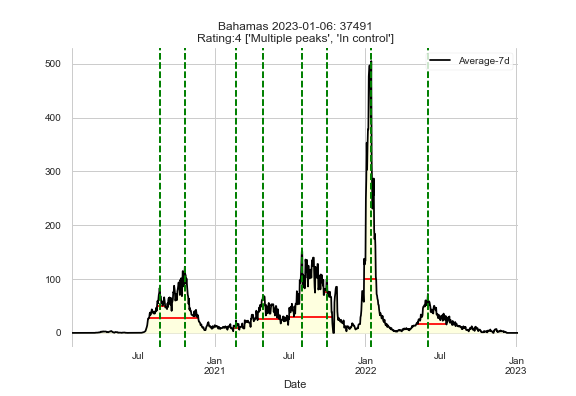 Bahamas 2023-01-06: 37491
Rating:4 ['Multiple peaks', 'In control']
Average-7d
500
400
300
200
100
0
Jul
Jan
2021
Jul
Jan
2022
Jul
Jan
2023
Date